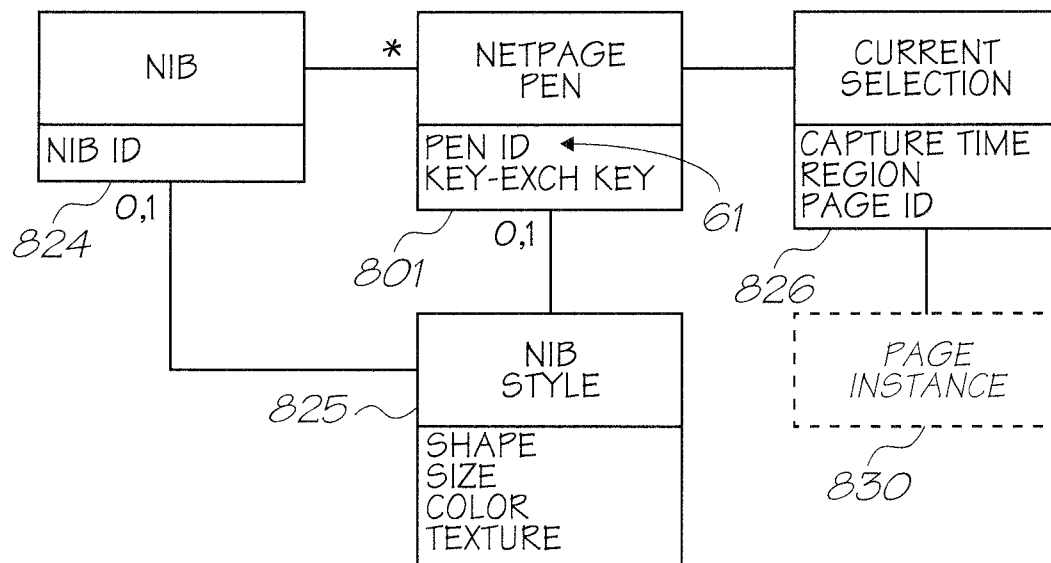 NIB
NIB ID
824
0,1
*
NETPAGE
PEN
PEN ID
KEY-EXCH KEY
61
801
0,1
CURRENT
SELECTION
CAPTURE TIME
REGION
PAGE ID
826
NIB
STYLE
825
SHAPE
SIZE
COLOR
TEXTURE
PAGE
INSTANCE
830